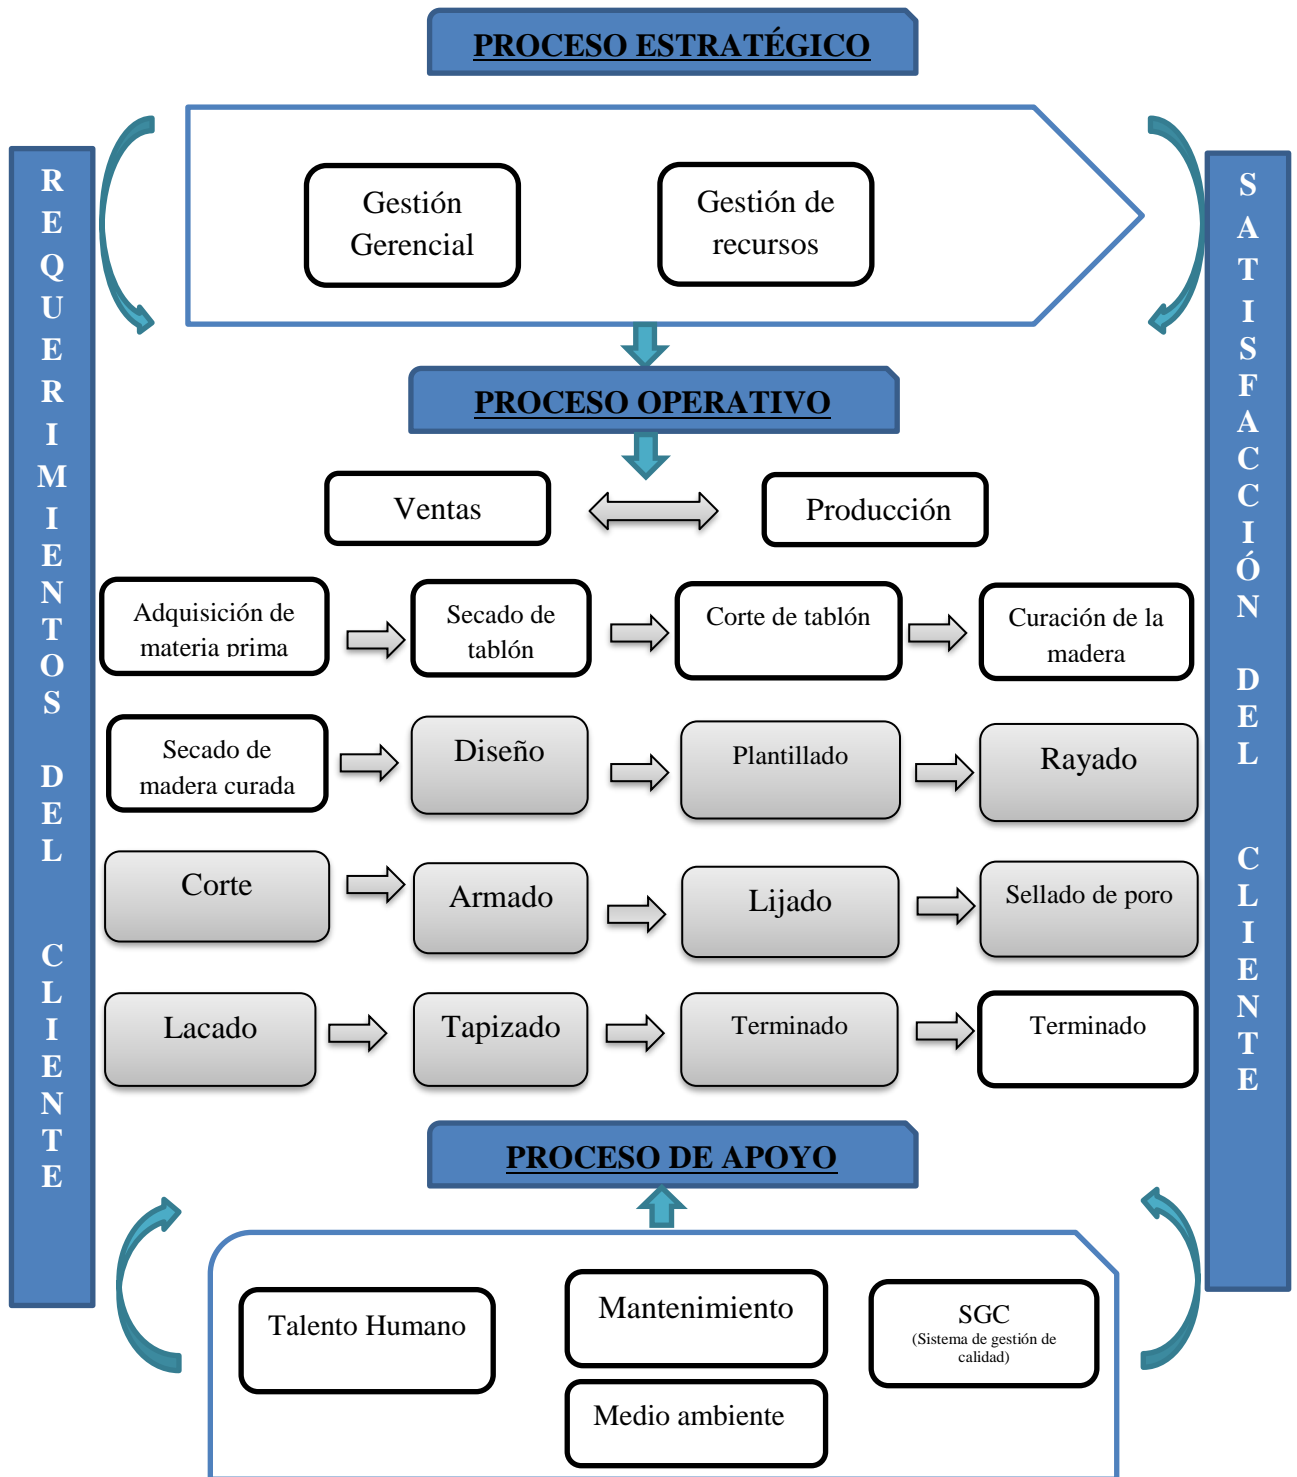 PROCESO ESTRATÉGICO
REQUERIMIENTOS DEL CLIENTE
SATISFACCIÓN DEL CLIENTE
Gestión
Gerencial
Gestión de
recursos
PROCESO OPERATIVO
Ventas
Producción
Adquisición de
materia prima
Secado de
tablón
Corte de tablón
Curación de la
madera
Secado de
madera curada
Diseño
Plantillado
Rayado
Corte
Armado
Lijado
Sellado de poro
Lacado
Tapizado
Terminado
Terminado
PROCESO DE APOYO
Talento Humano
Mantenimiento
Medio ambiente
SGC
(Sistema de gestión de
calidad)